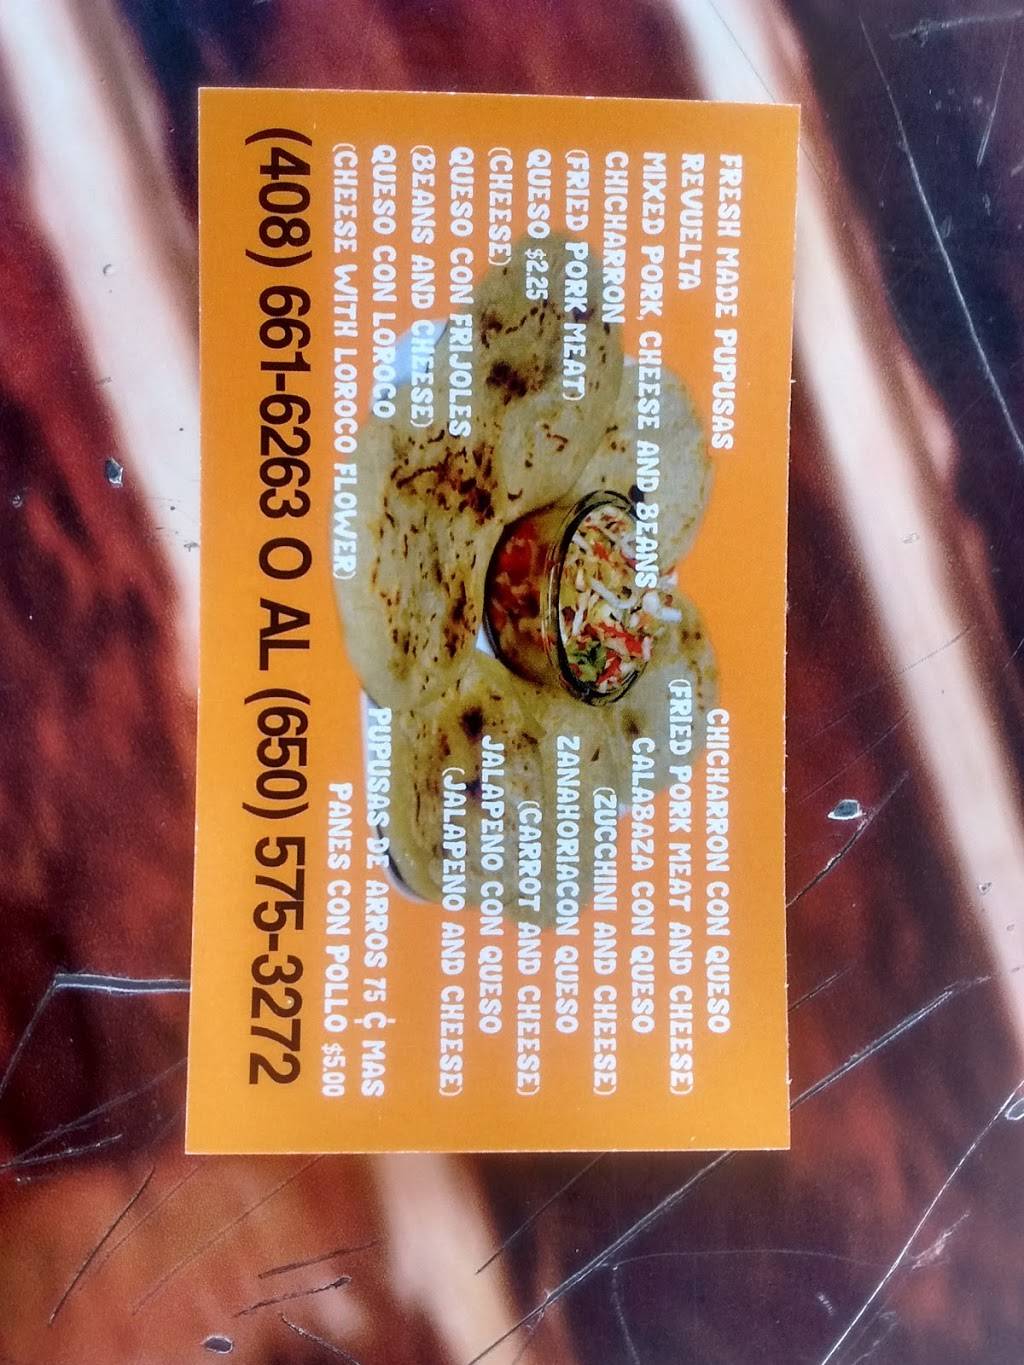 FRESH MADE PUPUSAS
REVUELTA
MIXED PORK, CHEESE AND BEANS
CHICHARRON
(FRIED PORK MEAT)
QUESO $2.25
(CHEESE)
QUESO CON FRIJOLES
(BEANS AND CHEESE)
QUESO CON LOROCO
(CHEESE WITH LOROCO FLOWER)
CHICHARRON CON QUESO
(FRIED PORK MEAT AND CHEESE)
CALABAZA CON QUESO
(ZUCCHINI AND CHEESE)
ZANAHORIACON QUESO
(CARROT AND CHEESE)
JALAPENO CON QUESO
(JALAPENO AND CHEESE)
PUPUSAS DE ARROS 75 ¢ MAS
PANES CON POLLO $5.00
(408) 661-6263 O AL (650) 575-3272